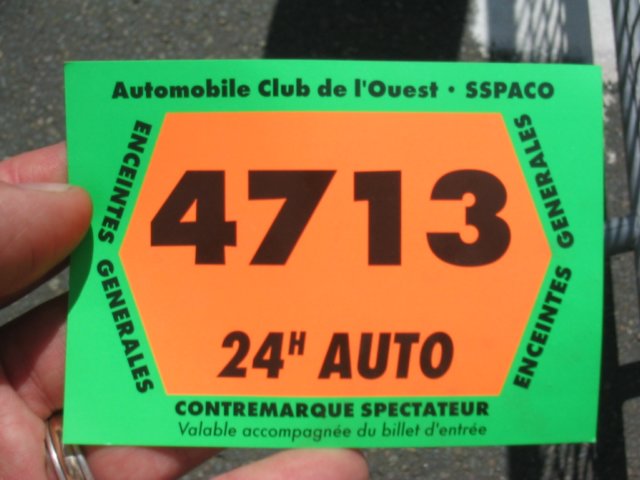 Automobile Club de l'Ouest · SSPACO
ENCEINTES GENERALES
4713
24H AUTO
ENCEINTES GENERALES
CONTREMARQUE SPECTATEUR
Valable accompagnée du billet d'entrée